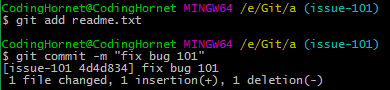 CodingHornet@CodingHornet MINGW64 /e/Git/a (issue-101)
$ git add readme.txt
CodingHornet@CodingHornet MINGW64 /e/Git/a (issue-101)
$ git commit -m "fix bug 101"
[issue-101 4d4d834] fix bug 101
1 file changed, 1 insertion(+), 1 deletion(-)